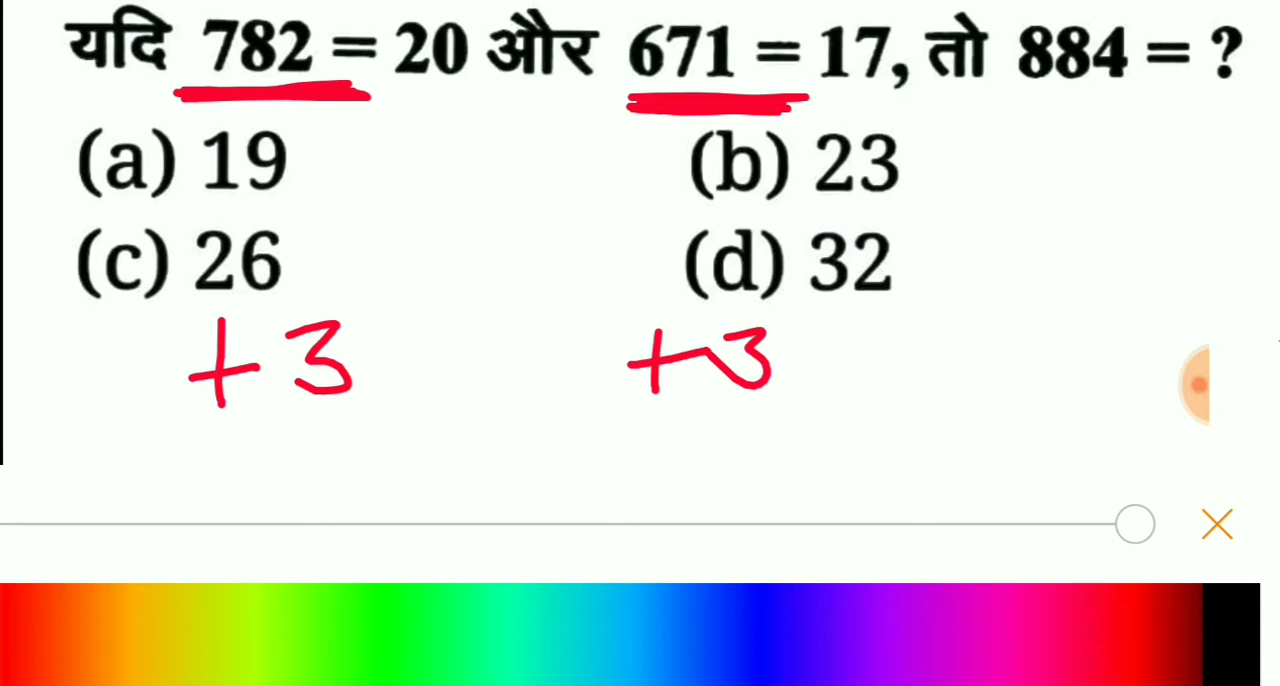 यदि 782 = 20 और 671 = 17, तो 884 = ?
(a) 19 (b) 23
(c) 26 (d) 32
+3 +3